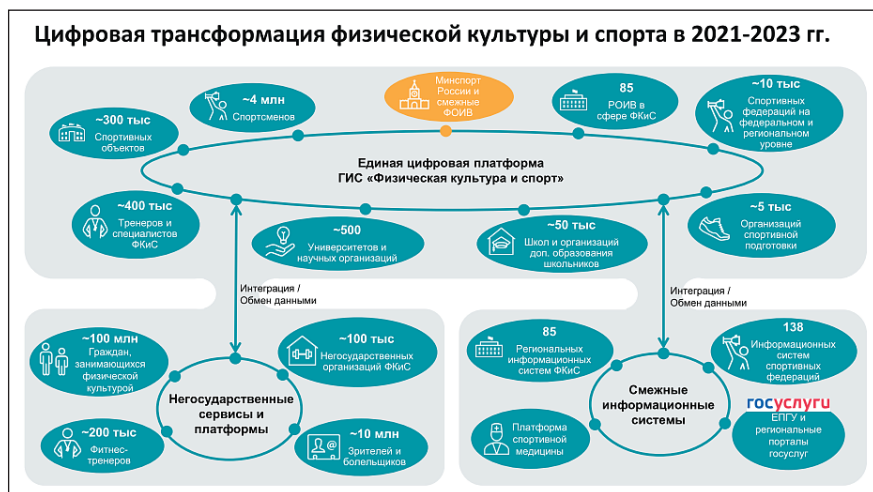 Цифровая трансформация физической культуры и спорта в 2021-2023 гг.
~300 тыс
Спортивных
объектов
~4 млн
Спортсменов
Минспорт
России и
смежные
ФОИВ
85
РОИВ в
сфере ФКиС
~10 тыс
Спортивных
федераций на
федеральном и
региональном
уровне
Единая цифровая платформа
ГИС «Физическая культура и спорт»
~400 тыс
Тренеров и
специалистов
ФКиС
~500
Университетов и
научных организаций
~50 тыс
Школ и организаций
доп. образования
школьников
~5 тыс
Организаций
спортивной
подготовки
Интеграция /
Обмен данными
Интеграция /
Обмен данными
~100 млн
Граждан,
занимающихся
физической
культурой
~100 тыс
Негосударственных
организаций ФКиС
Негосударственные
сервисы и
платформы
~200 тыс
Фитнес-
тренеров
~10 млн
Зрителей и
болельщиков
85
Региональных
информационных
систем ФКиС
138
Информационных
систем
спортивных
федераций
Смежные
информационные
системы
Платформа
спортивной
медицины
госуслуги
ЕПГУ и
региональные
порталы
госуслуг